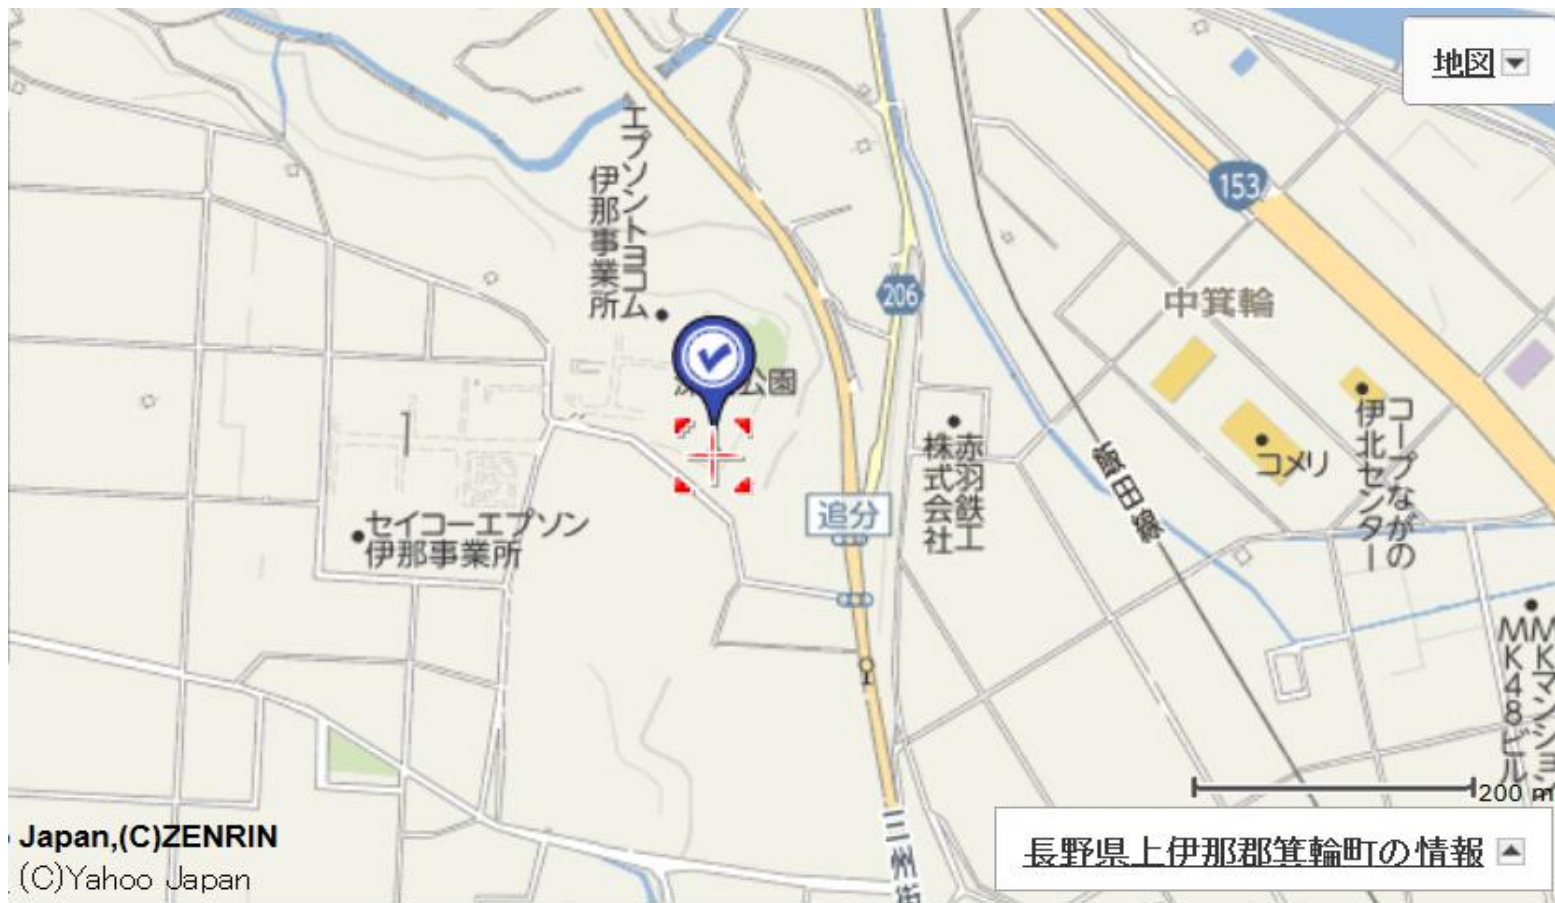 地図
153
エプソントヨコム
伊那事業所
206
中箕輪
公園
コープながの
伊北センター
コメリ
赤羽鉄工
株式会社
飯田線
追分
セイコーエプソン
伊那事業所
MKマンション
MK48ビル
200 m
Japan,(C)ZENRIN
(C)Yahoo Japan
三州街
長野県上伊那郡箕輪町の情報